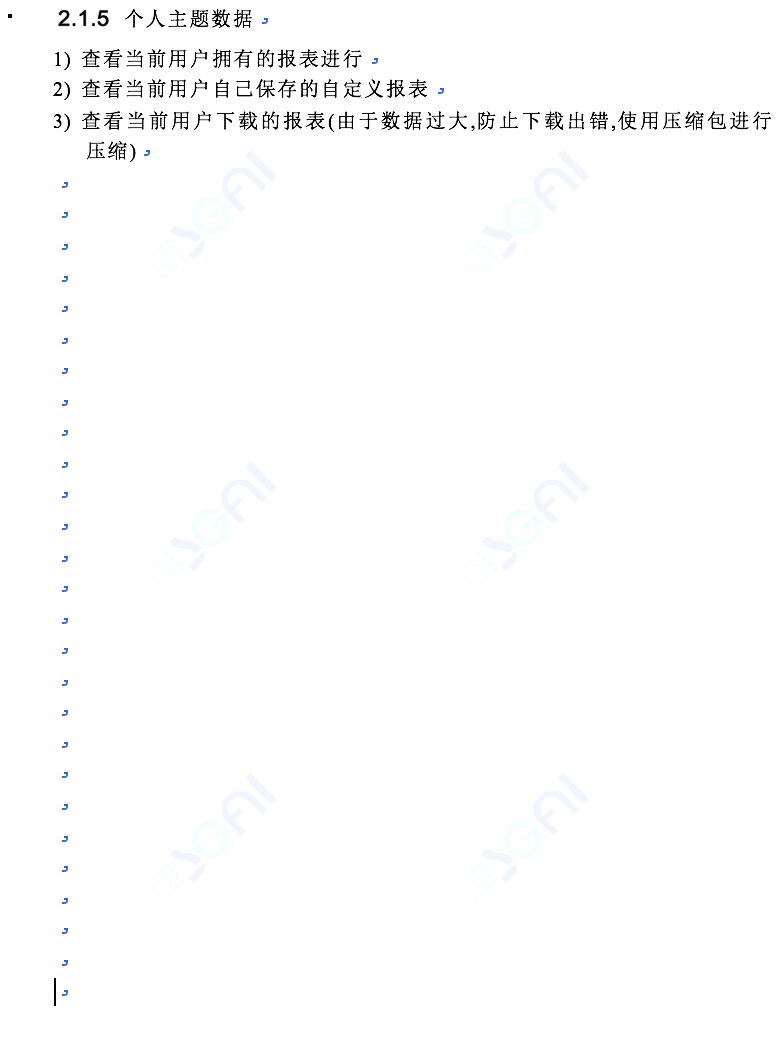 2.1.5 个人主题数据
1) 查看当前用户拥有的报表进行
2) 查看当前用户自己保存的自定义报表
3) 查看当前用户下载的报表(由于数据过大,防止下载出错,使用压缩包进行
压缩)